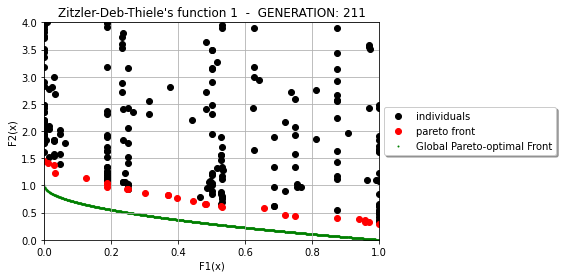 Zitzler-Deb-Thiele's function 1 - GENERATION: 211
4.0
3.5
3.0
2.5
2.0
1.5
1.0
0.5
0.0
F2(x)
0.0 0.2 0.4 0.6 0.8 1.0
F1(x)
individuals
pareto front
Global Pareto-optimal Front